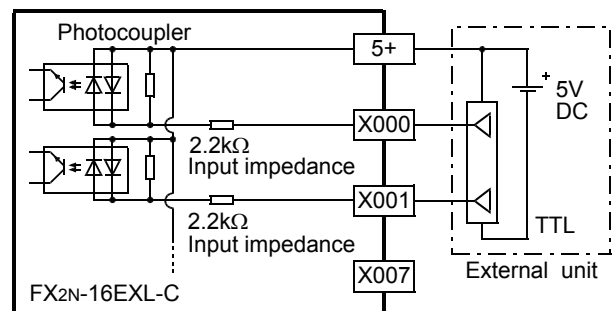 Photocoupler
5+
+
5V
DC
X000
2.2kΩ
Input impedance
X001
2.2kΩ
Input impedance
TTL
X007
External unit
FX2N-16EXL-C